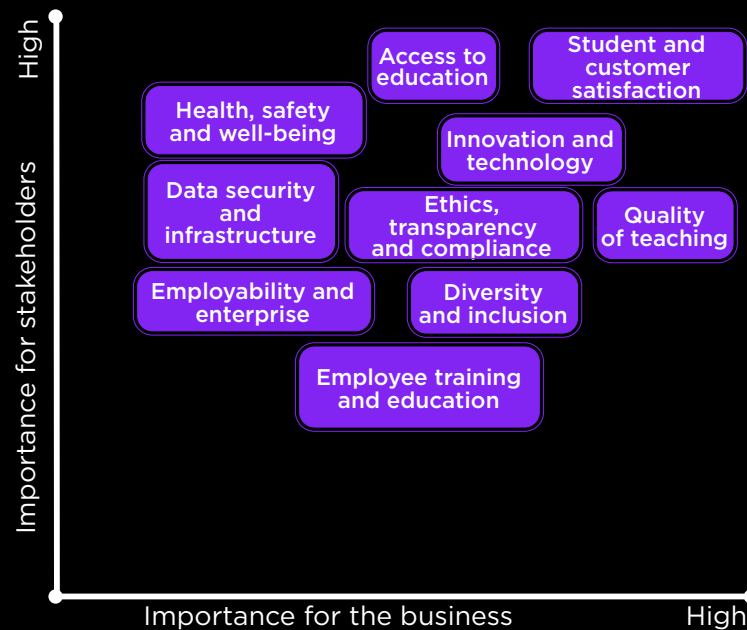 High
Importance for stakeholders
Access to
education
Student and
customer
satisfaction
Health, safety
and well-being
Innovation and
technology
Data security
and
infrastructure
Ethics,
transparency
and compliance
Quality
of teaching
Employability and
enterprise
Diversity
and inclusion
Employee training
and education
Importance for the business
High